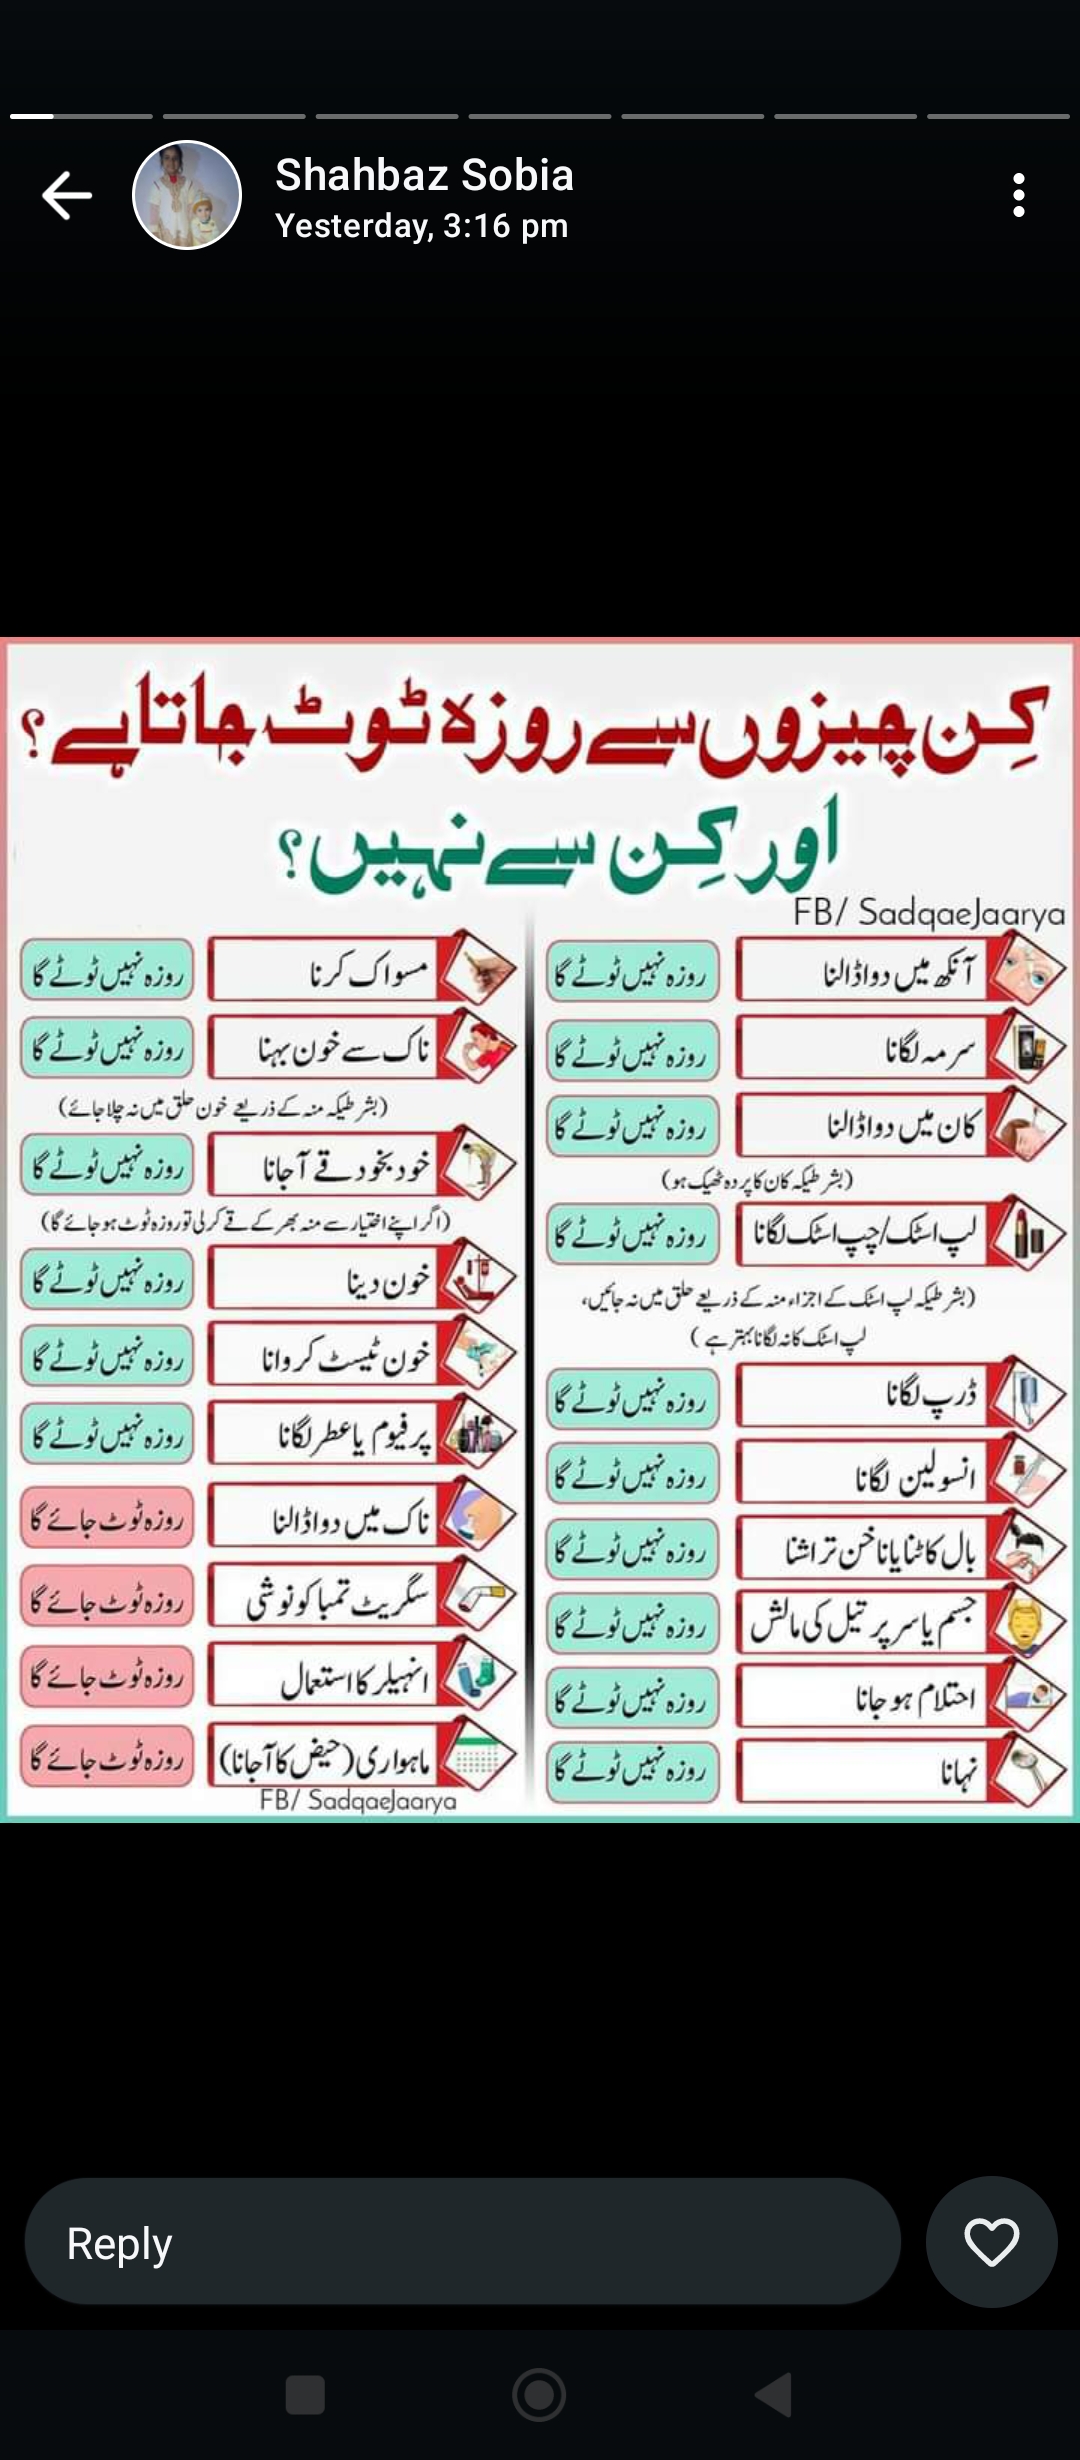 Shahbaz Sobia
Yesterday, 3:16 pm
کِن چیزوں سے روزہ ٹوٹ جاتا ہے؟
اور کِن سے نہیں؟
FB/ SadqaeJaarya
آنکھ میں دوا ڈالنا روزہ نہیں ٹوٹے گا
سرمہ لگانا روزہ نہیں ٹوٹے گا
کان میں دوا ڈالنا روزہ نہیں ٹوٹے گا
(بشرطیکہ کان کا پردہ ٹھیک ہو)
لپ اسٹک/چپ اسٹک لگانا روزہ نہیں ٹوٹے گا
(بشرطیکہ لپ اسٹک کے اجزاء منہ کے ذریعے حلق میں نہ جائیں،
لپ اسٹک کا نہ لگانا بہتر ہے)
ڈرپ لگانا روزہ نہیں ٹوٹے گا
انسولین لگانا روزہ نہیں ٹوٹے گا
بال کاٹنا یا ناخن تراشنا روزہ نہیں ٹوٹے گا
جسم یا سر پر تیل کی مالش روزہ نہیں ٹوٹے گا
احتلام ہو جانا روزہ نہیں ٹوٹے گا
نہانا روزہ نہیں ٹوٹے گا
مسواک کرنا روزہ نہیں ٹوٹے گا
ناک سے خون بہنا روزہ نہیں ٹوٹے گا
(بشرطیکہ منہ کے ذریعے خون حلق میں نہ چلا جائے)
خود بخود قے آجانا روزہ نہیں ٹوٹے گا
(اگر اپنے اختیار سے منہ بھر کے قے کر لی تو روزہ ٹوٹ ہو جائے گا)
خون دینا روزہ نہیں ٹوٹے گا
خون ٹیسٹ کروانا روزہ نہیں ٹوٹے گا
پرفیوم یا عطر لگانا روزہ نہیں ٹوٹے گا
ناک میں دوا ڈالنا روزہ ٹوٹ جائے گا
سگریٹ تمباکو نوشی روزہ ٹوٹ جائے گا
انہیلر کا استعمال روزہ ٹوٹ جائے گا
ماہواری (حیض کا آجانا) روزہ ٹوٹ جائے گا
FB/ SadqaeJaarya
Reply